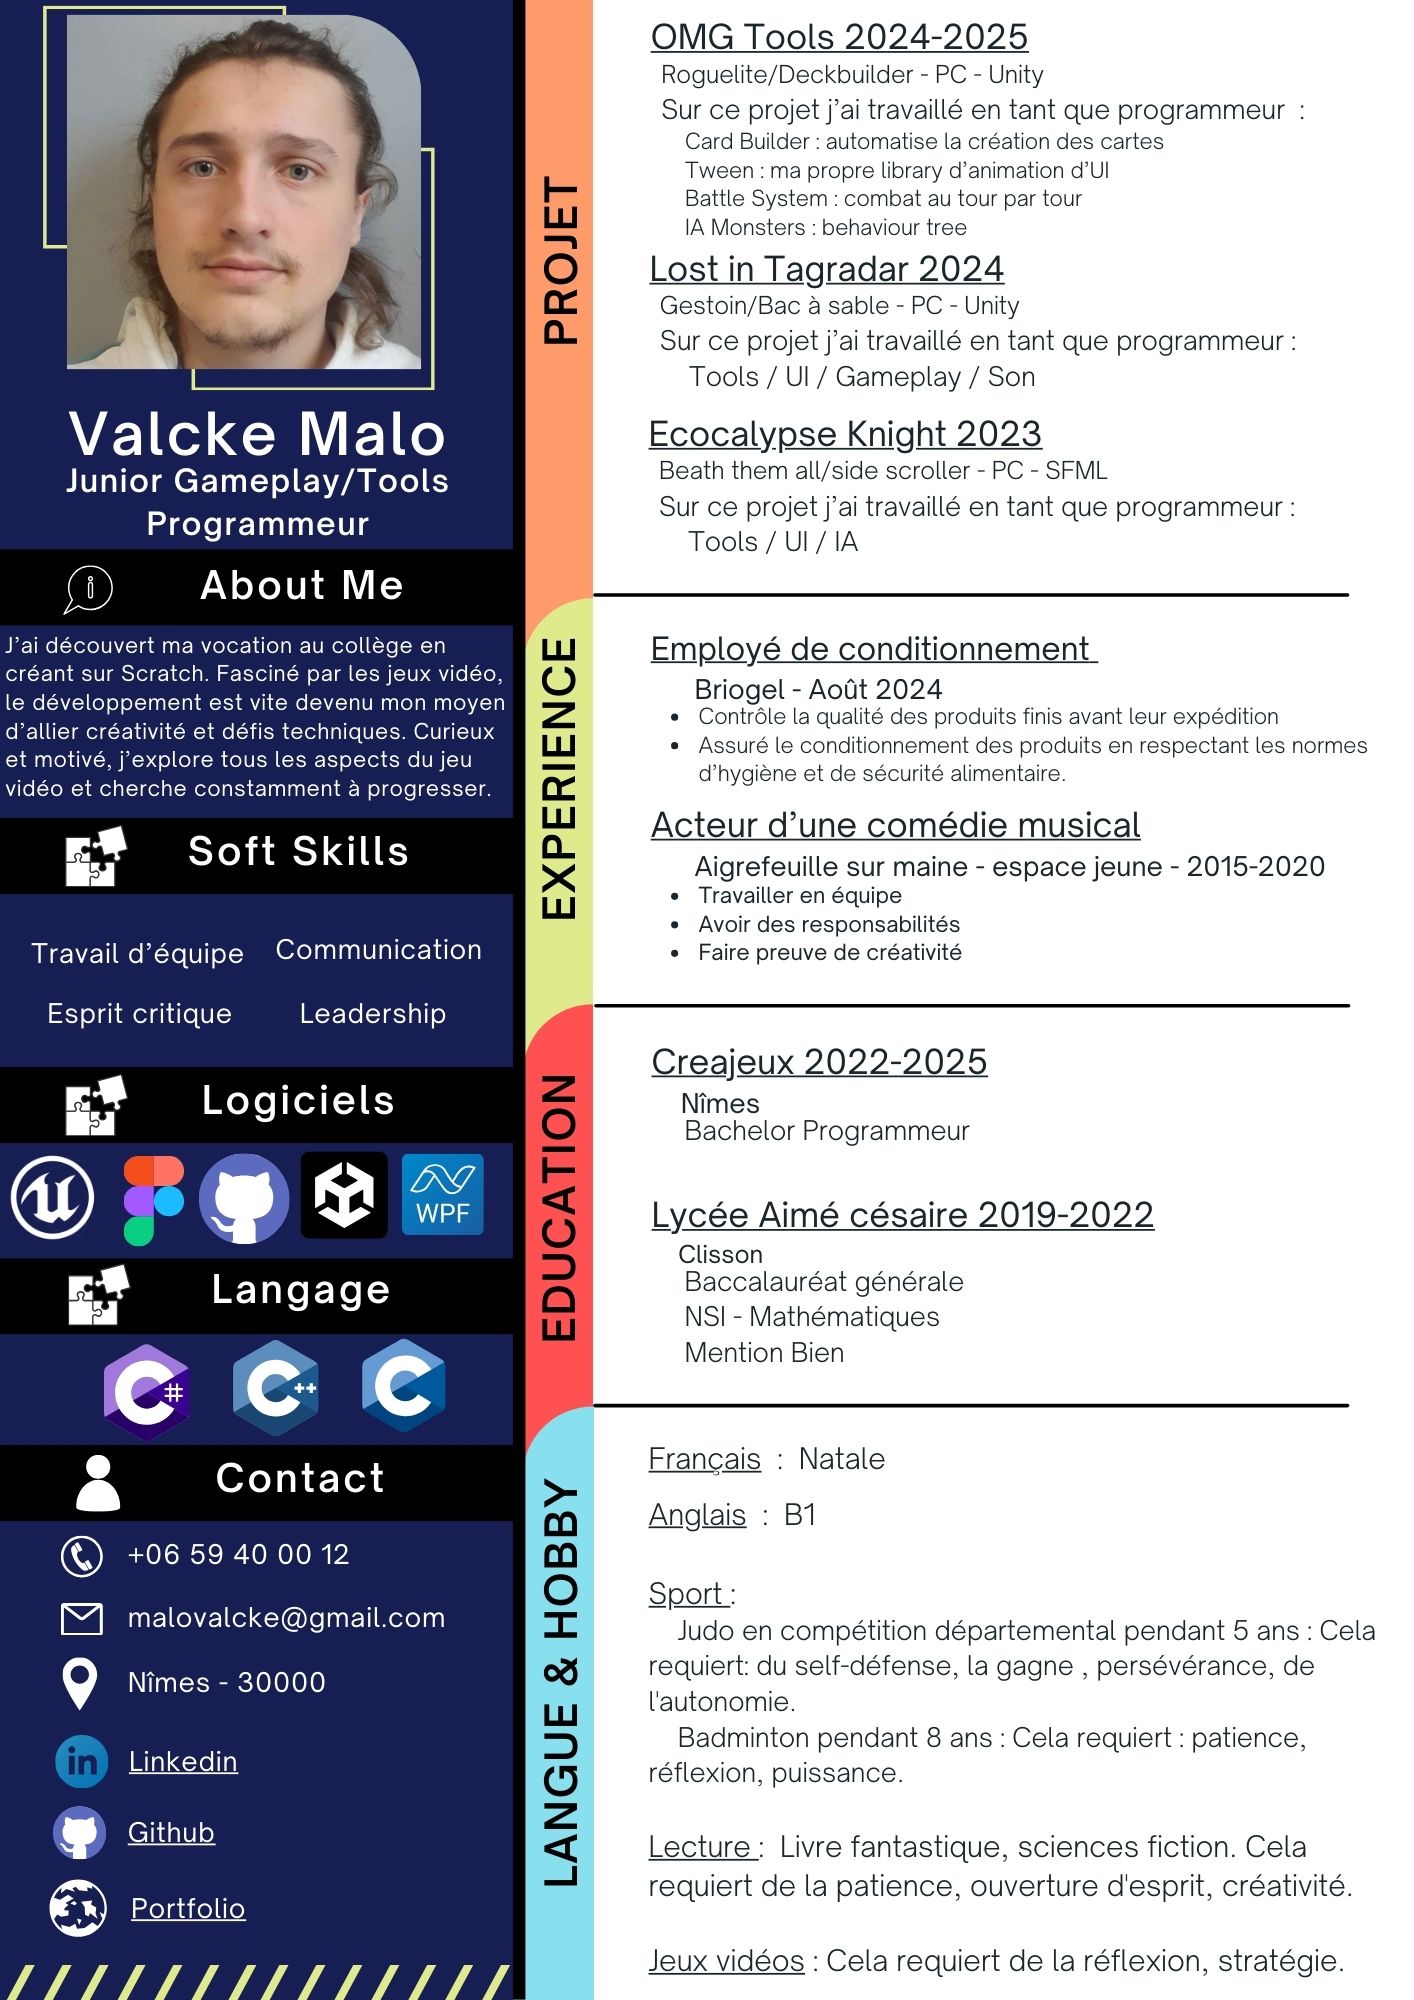 Valcke Malo
Junior Gameplay/Tools
Programmeur
About Me
J’ai découvert ma vocation au collège en
créant sur Scratch. Fasciné par les jeux vidéo,
le développement est vite devenu mon moyen
d’allier créativité et défis techniques. Curieux
et motivé, j’explore tous les aspects du jeu
vidéo et cherche constamment à progresser.
Soft Skills
Travail d’équipe Communication
Esprit critique Leadership
Logiciels
WPF
Langage
C# C++ C
Contact
+06 59 40 00 12
malovalcke@gmail.com
Nîmes - 30000
in Linkedin
Github
Portfolio
PROJET
OMG Tools 2024-2025
Roguelite/Deckbuilder - PC - Unity
Sur ce projet j’ai travaillé en tant que programmeur :
Card Builder : automatise la création des cartes
Tween : ma propre library d’animation d’UI
Battle System : combat au tour par tour
IA Monsters : behaviour tree
Lost in Tagradar 2024
Gestoin/Bac à sable - PC - Unity
Sur ce projet j’ai travaillé en tant que programmeur :
Tools / UI / Gameplay / Son
Ecocalypse Knight 2023
Beath them all/side scroller - PC - SFML
Sur ce projet j’ai travaillé en tant que programmeur :
Tools / UI / IA
EXPERIENCE
Employé de conditionnement
Briogel - Août 2024
• Contrôle la qualité des produits finis avant leur expédition
• Assuré le conditionnement des produits en respectant les normes
d’hygiène et de sécurité alimentaire.
Acteur d’une comédie musical
Aigrefeuille sur maine - espace jeune - 2015-2020
• Travailler en équipe
• Avoir des responsabilités
• Faire preuve de créativité
EDUCATION
Creajeux 2022-2025
Nîmes
Bachelor Programmeur
Lycée Aimé césaire 2019-2022
Clisson
Baccalauréat générale
NSI - Mathématiques
Mention Bien
LANGUE & HOBBY
Français : Natale
Anglais : B1
Sport :
Judo en compétition départemental pendant 5 ans : Cela
requiert: du self-défense, la gagne , persévérance, de
l'autonomie.
Badminton pendant 8 ans : Cela requiert : patience,
réflexion, puissance.
Lecture : Livre fantastique, sciences fiction. Cela
requiert de la patience, ouverture d'esprit, créativité.
Jeux vidéos : Cela requiert de la réflexion, stratégie.